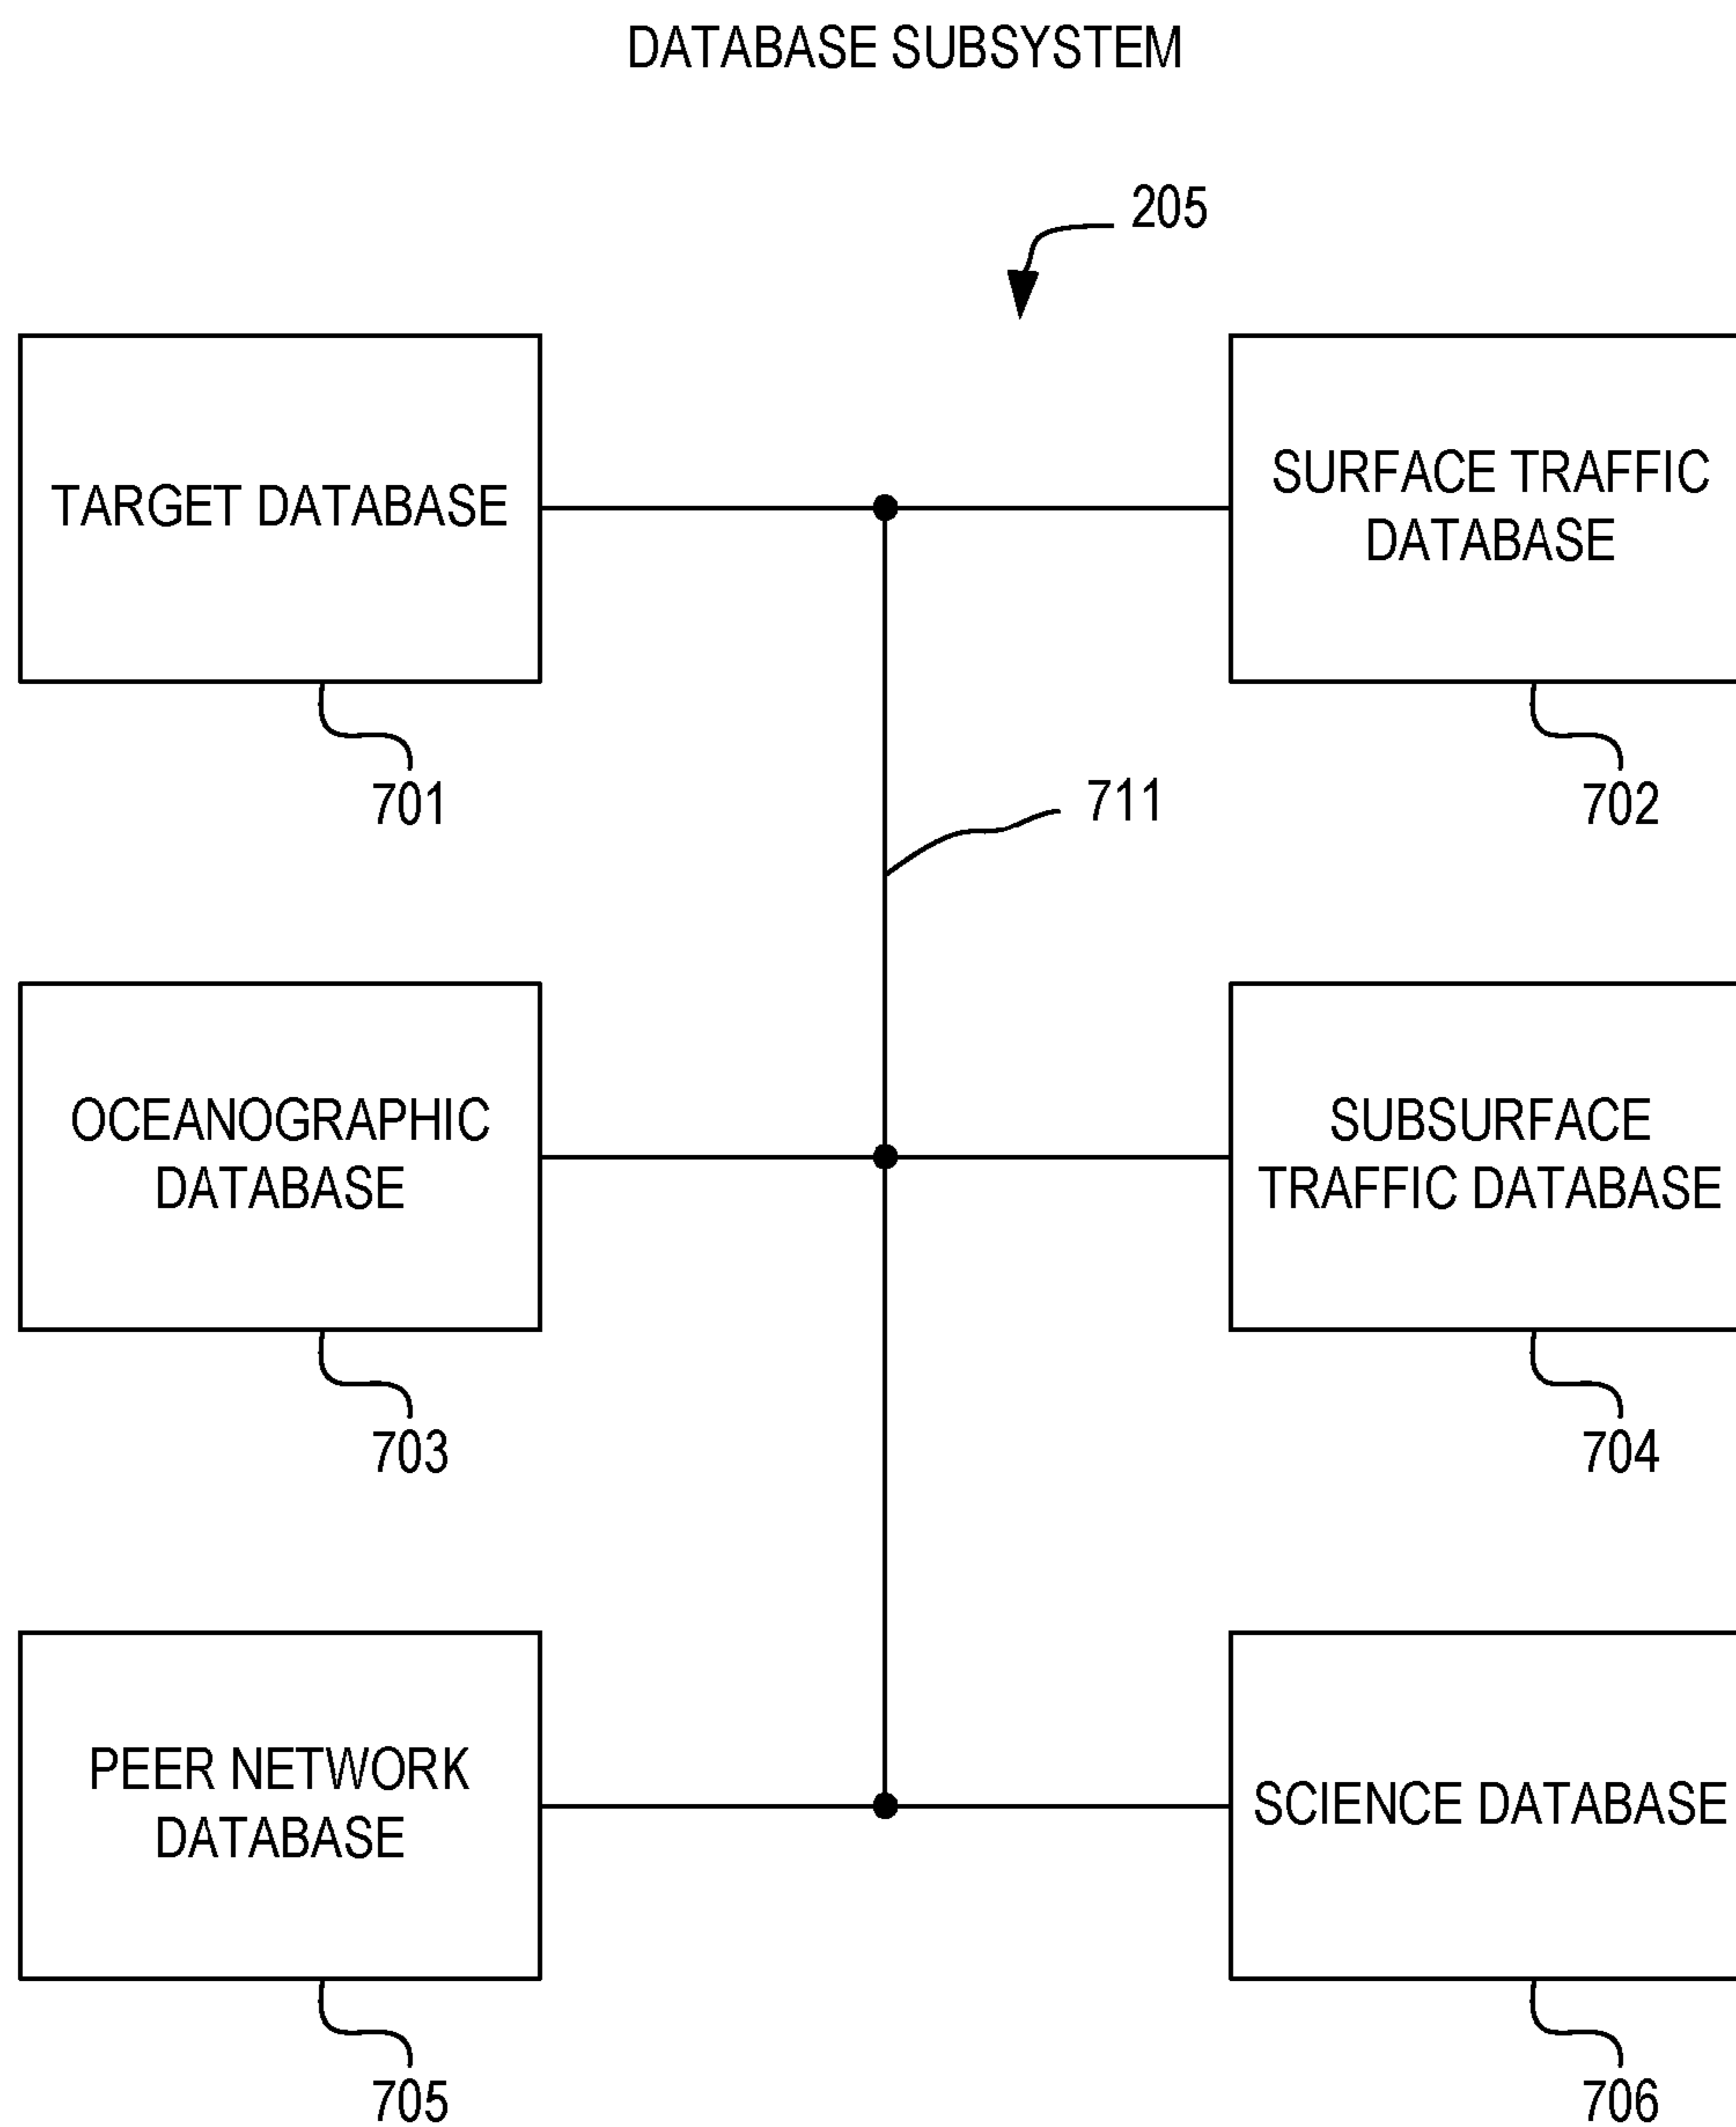 DATABASE SUBSYSTEM
205
TARGET DATABASE
SURFACE TRAFFIC
DATABASE
701
702
711
OCEANOGRAPHIC
DATABASE
SUBSURFACE
TRAFFIC DATABASE
703
704
PEER NETWORK
DATABASE
SCIENCE DATABASE
705
706